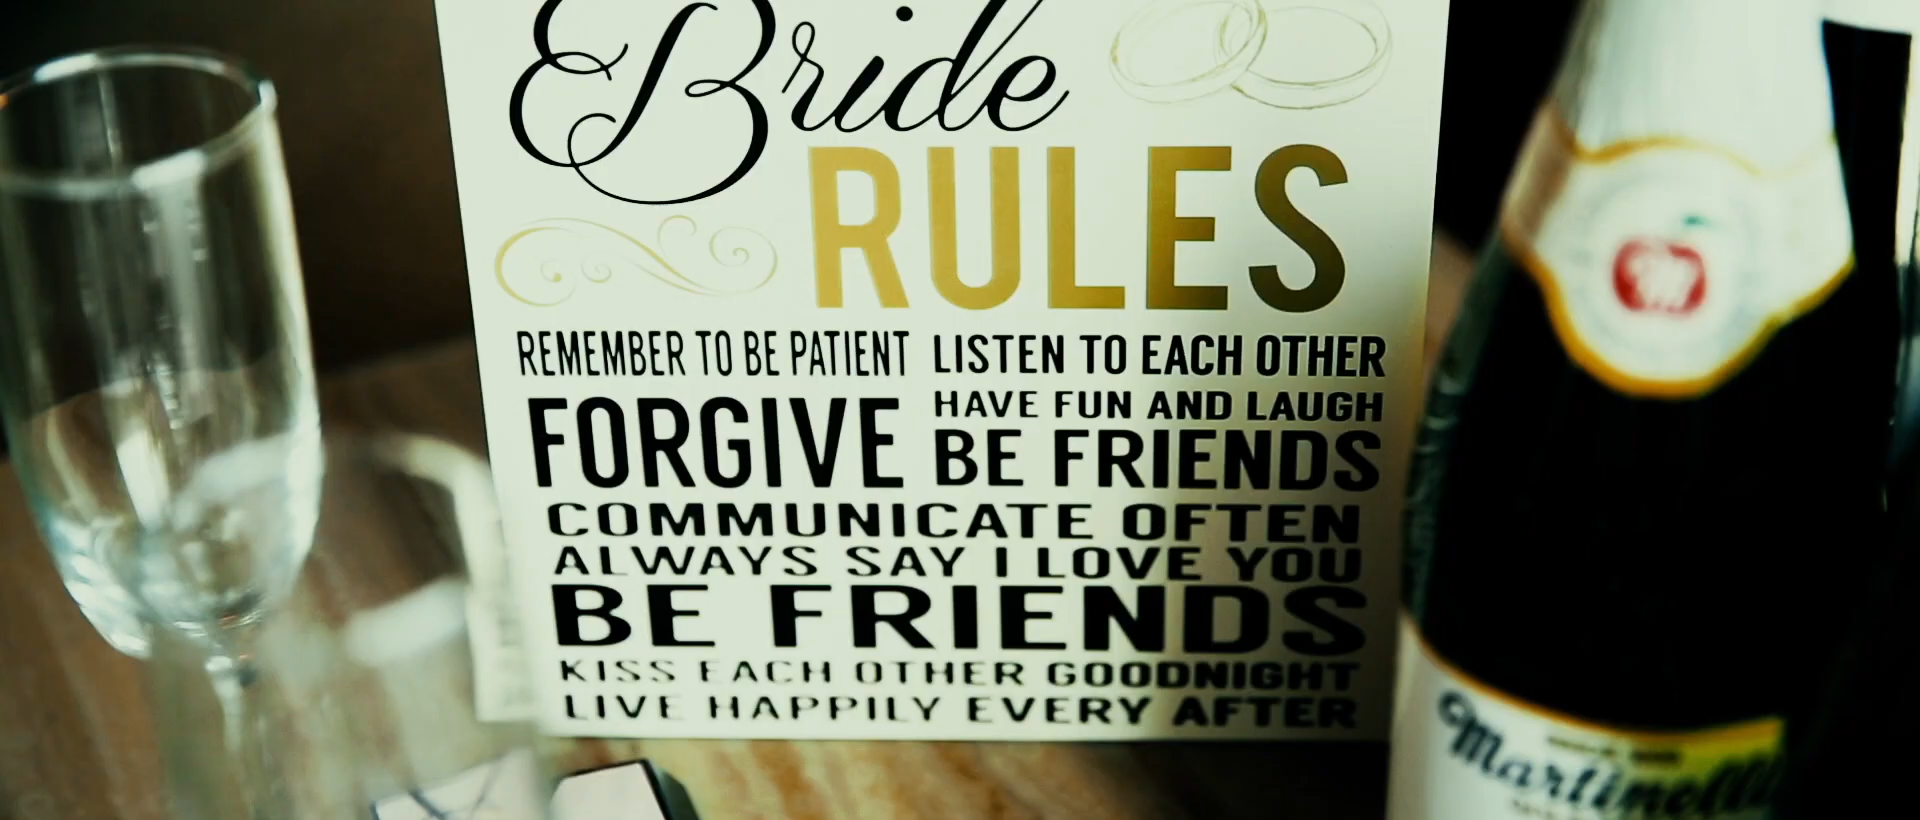 Bride
RULES
REMEMBER TO BE PATIENT
LISTEN TO EACH OTHER
FORGIVE
HAVE FUN AND LAUGH
BE FRIENDS
COMMUNICATE OFTEN
ALWAYS SAY I LOVE YOU
BE FRIENDS
KISS EACH OTHER GOODNIGHT
LIVE HAPPILY EVERY AFTER
Martinelli